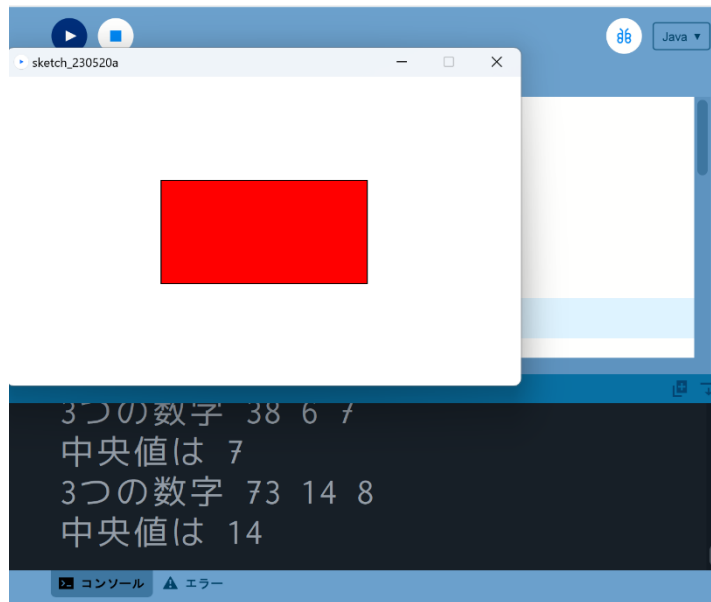 Java ▼
sketch_230520a
3つの数字 38 6 7
中央値は 7
3つの数字 73 14 8
中央値は 14
コンソール エラー